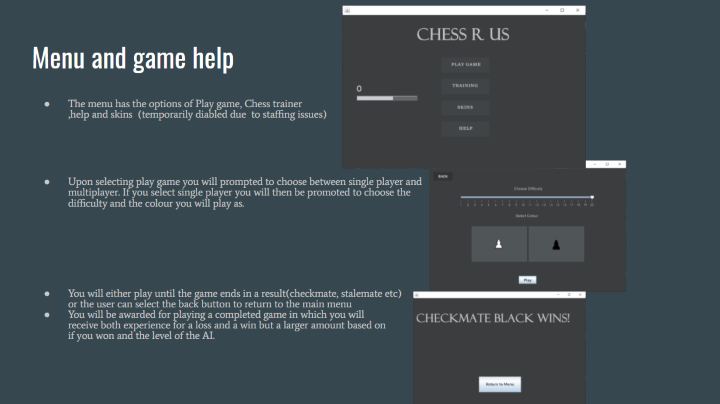 Menu and game help
The menu has the options of Play game, Chess trainer
,help and skins (temporarily diabled due to staffing issues)
Upon selecting play game you will prompted to choose between single player and
multiplayer. If you select single player you will then be promoted to choose the
difficulty and the colour you will play as.
You will either play until the game ends in a result(checkmate, stalemate etc)
or the user can select the back button to return to the main menu
You will be awarded for playing a completed game in which you will
receive both experience for a loss and a win but a larger amount based on
if you won and the level of the AI.
CHESS R US
PLAY GAME
TRAINING
0
SKINS
HELP
BACK
Choose Difficulty
Select Colour
Play
CHECKMATE BLACK WINS!
Return to Menu